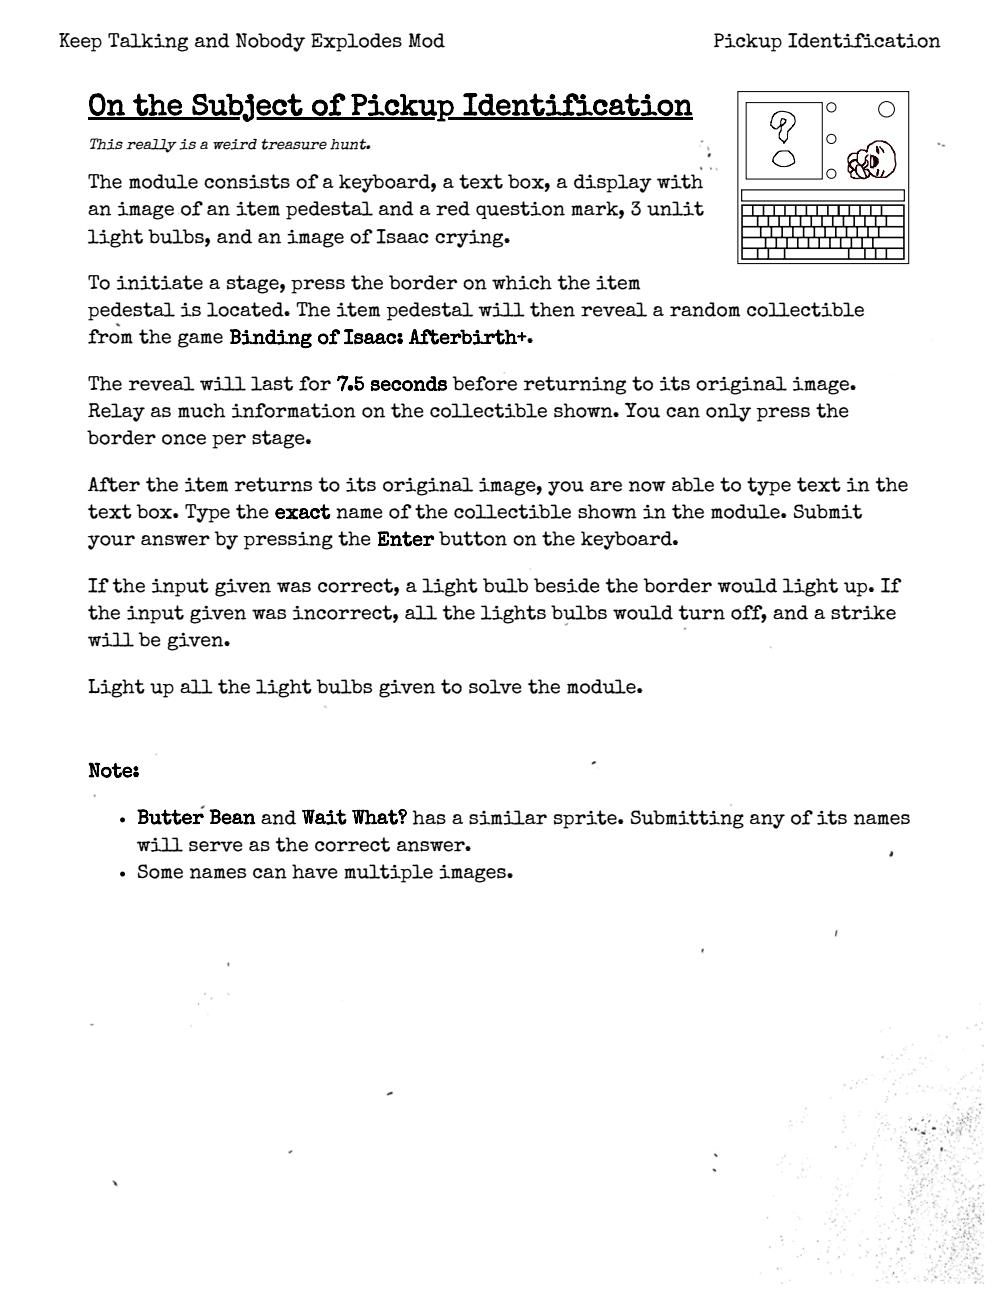 Keep Talking and Nobody Explodes Mod
Pickup Identification
On the Subject of Pickup Identification
This really is a weird treasure hunt.
The module consists of a keyboard, a text box, a display with
an image of an item pedestal and a red question mark, 3 unlit
light bulbs, and an image of Isaac crying.
To initiate a stage, press the border on which the item
pedestal is located. The item pedestal will then reveal a random collectible
from the game Binding of Isaac: Afterbirth+.
The reveal will last for 7.5 seconds before returning to its original image.
Relay as much information on the collectible shown. You can only press the
border once per stage.
After the item returns to its original image, you are now able to type text in the
text box. Type the exact name of the collectible shown in the module. Submit
your answer by pressing the Enter button on the keyboard.
If the input given was correct, a light bulb beside the border would light up. If
the input given was incorrect, all the lights bulbs would turn off, and a strike
will be given.
Light up all the light bulbs given to solve the module.
Note:
• Butter Bean and Wait What? has a similar sprite. Submitting any of its names
will serve as the correct answer.
• Some names can have multiple images.